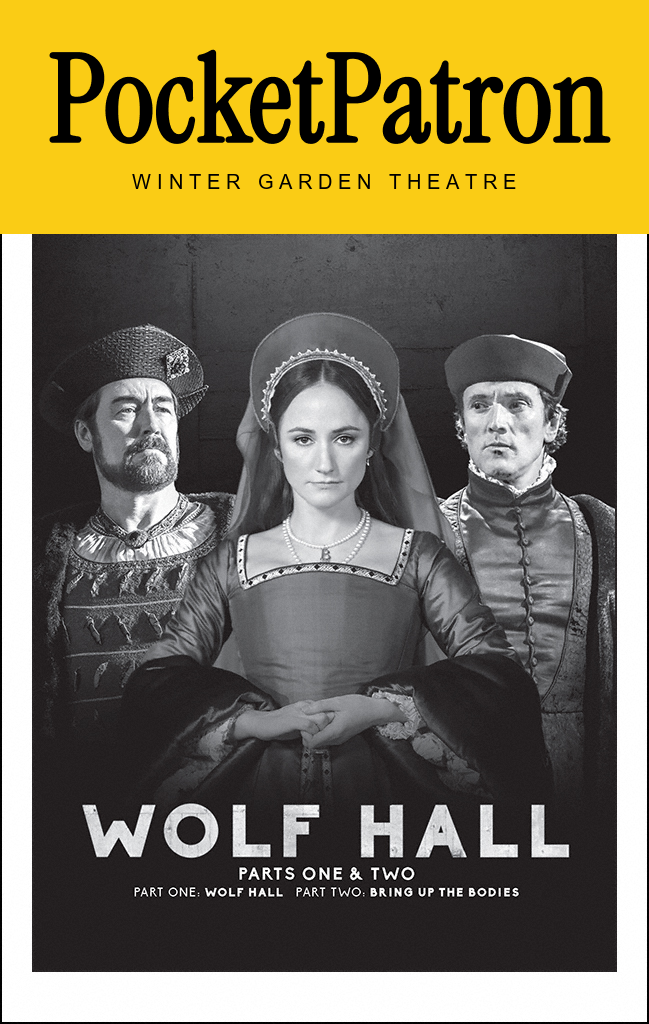 PocketPatron
WINTER GARDEN THEATRE
B
WOLF HALL
PARTS ONE & TWO
PART ONE: WOLF HALL PART TWO: BRING UP THE BODIES